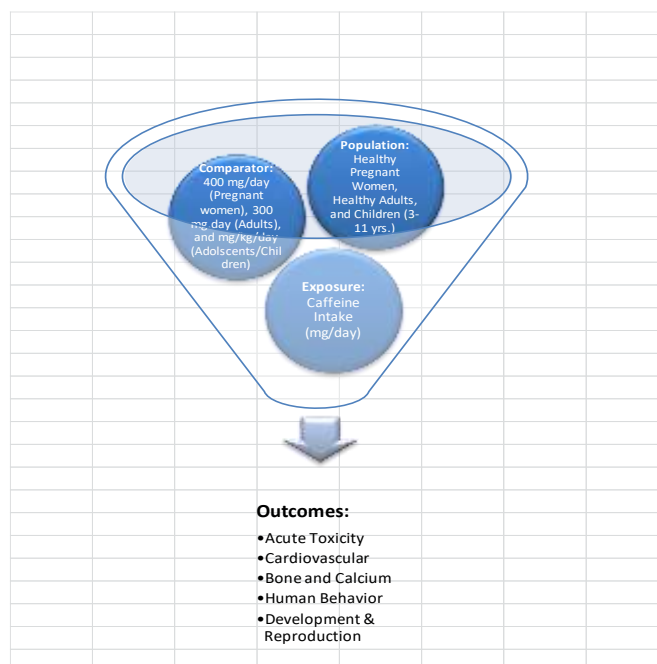 Comparator:
400 mg/day
(Pregnant
women), 300
mg day (Adults),
and mg/kg/day
(Adolscents/Chil
dren)
Population:
Healthy
Pregnant
Women,
Healthy Adults,
and Children (3-
11 yrs.)
Exposure:
Caffeine
Intake
(mg/day)
Outcomes:
•Acute Toxicity
•Cardiovascular
•Bone and Calcium
•Human Behavior
•Development &
Reproduction